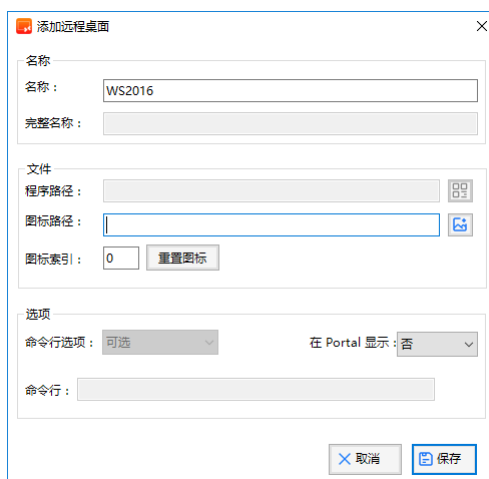 添加远程桌面
名称
名称：
WS2016
完整名称：
文件
程序路径：
图标路径：
图标索引：
0
重置图标
选项
命令行选项：
可选
在 Portal 显示：
否
命令行：
取消
保存